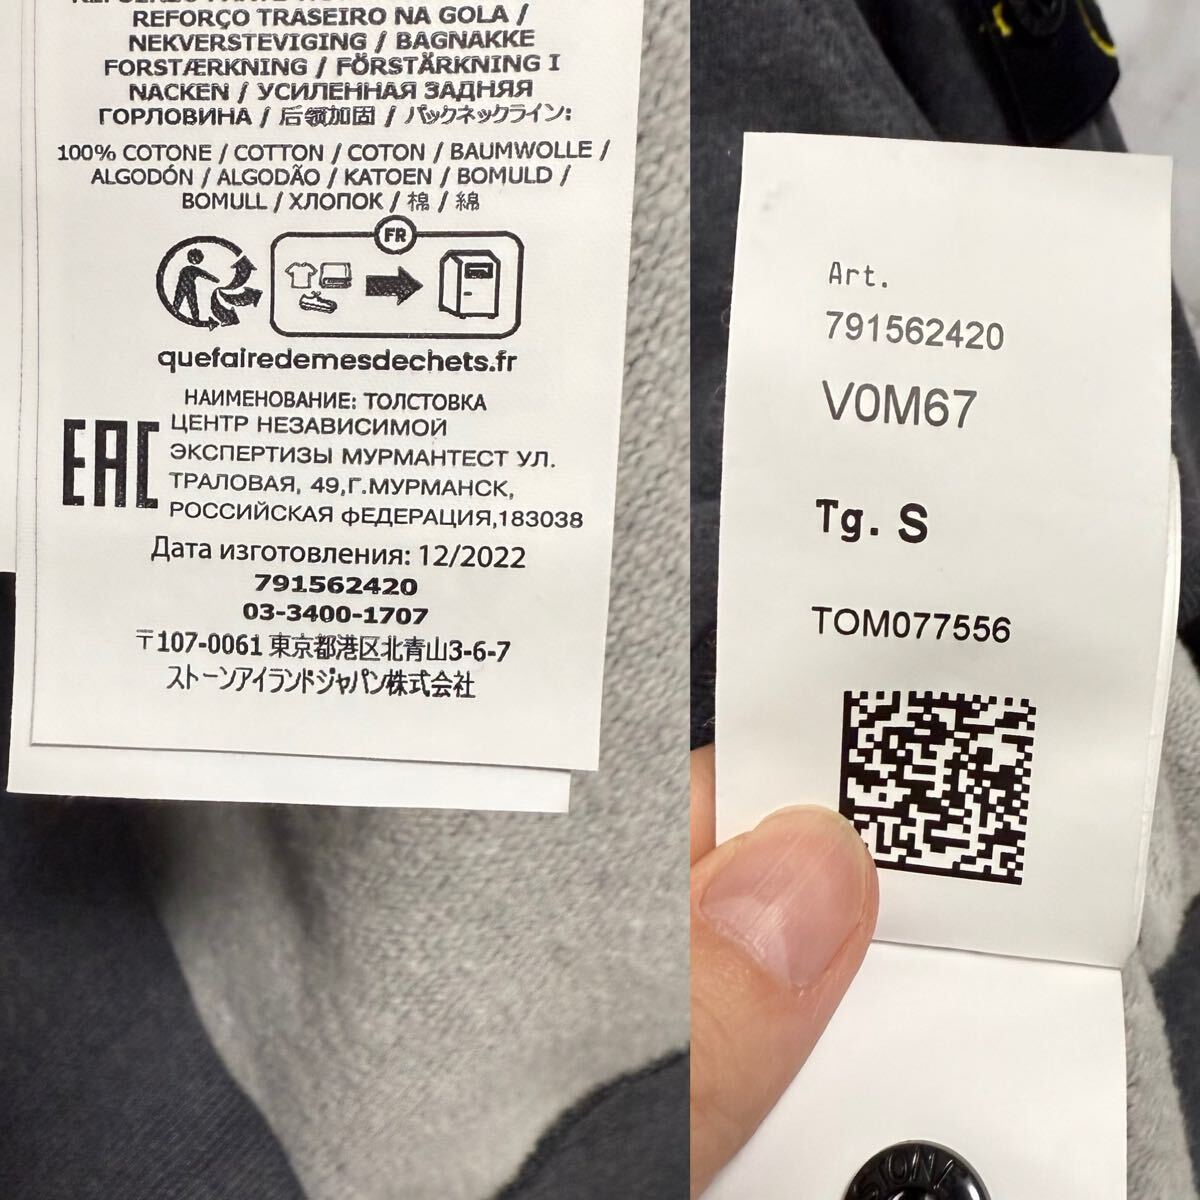 REFORÇO TRASEIRO NA GOLA /
NEKVERSTEVIGING / BAGNAKKE
FORSTÆRKNING / FÖRSTÄRKNING I
NACKEN / УСИЛЕННАЯ ЗАДНЯЯ
ГОРЛОВИНА / 后领加固 / バックネックライン:
100% COTONE / COTTON / COTON / BAUMWOLLE /
ALGODÓN / ALGODÃO / KATOEN / BOMULD /
BOMULL / ХЛОПОК / 棉 / 綿
FR
quefairedemesdechets.fr
НАИМЕНОВАНИЕ: ТОЛСТОВКА
EAC
ЦЕНТР НЕЗАВИСИМОЙ
ЭКСПЕРТИЗЫ МУРМАНТЕСТ УЛ.
ТРАЛОВАЯ, 49,Г.МУРМАНСК,
РОССИЙСКАЯ ФЕДЕРАЦИЯ,183038
Дата изготовления: 12/2022
791562420
03-3400-1707
〒107-0061 東京都港区北青山3-6-7
ストーンアイランドジャパン株式会社
Art.
791562420
V0M67
Tg. S
TOM077556